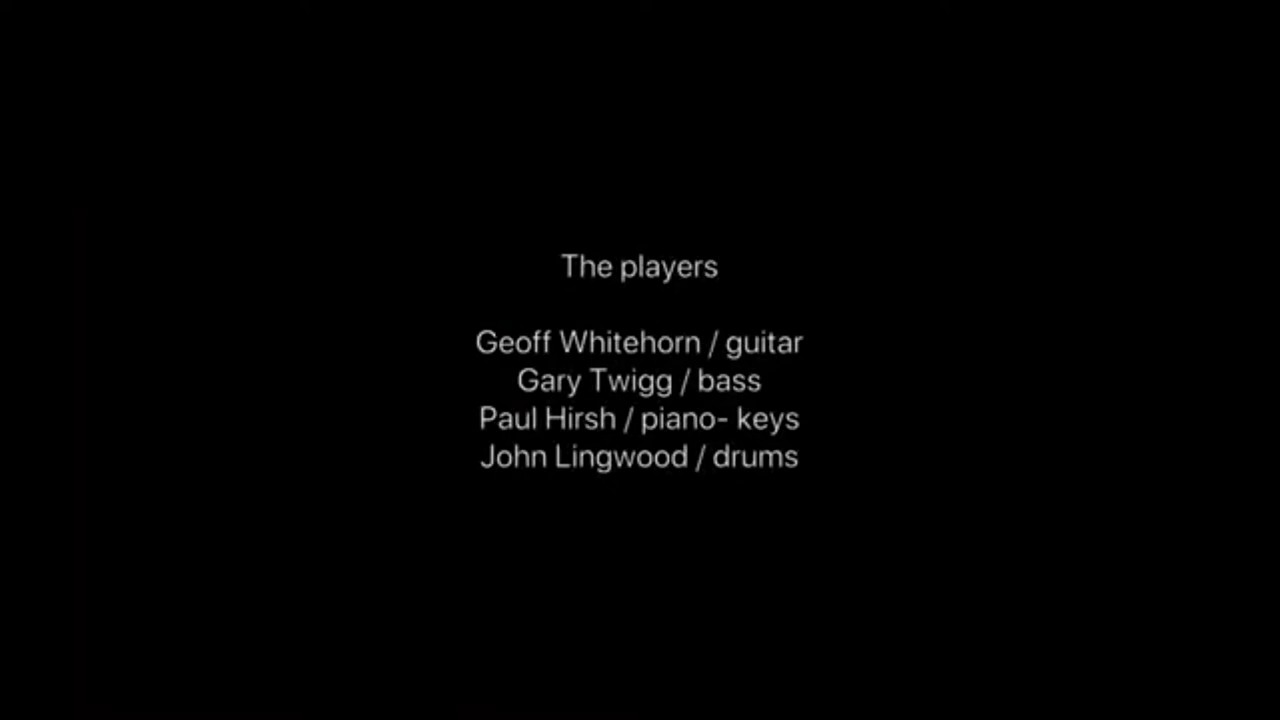 The players
Geoff Whitehorn / guitar
Gary Twigg / bass
Paul Hirsh / piano- keys
John Lingwood / drums